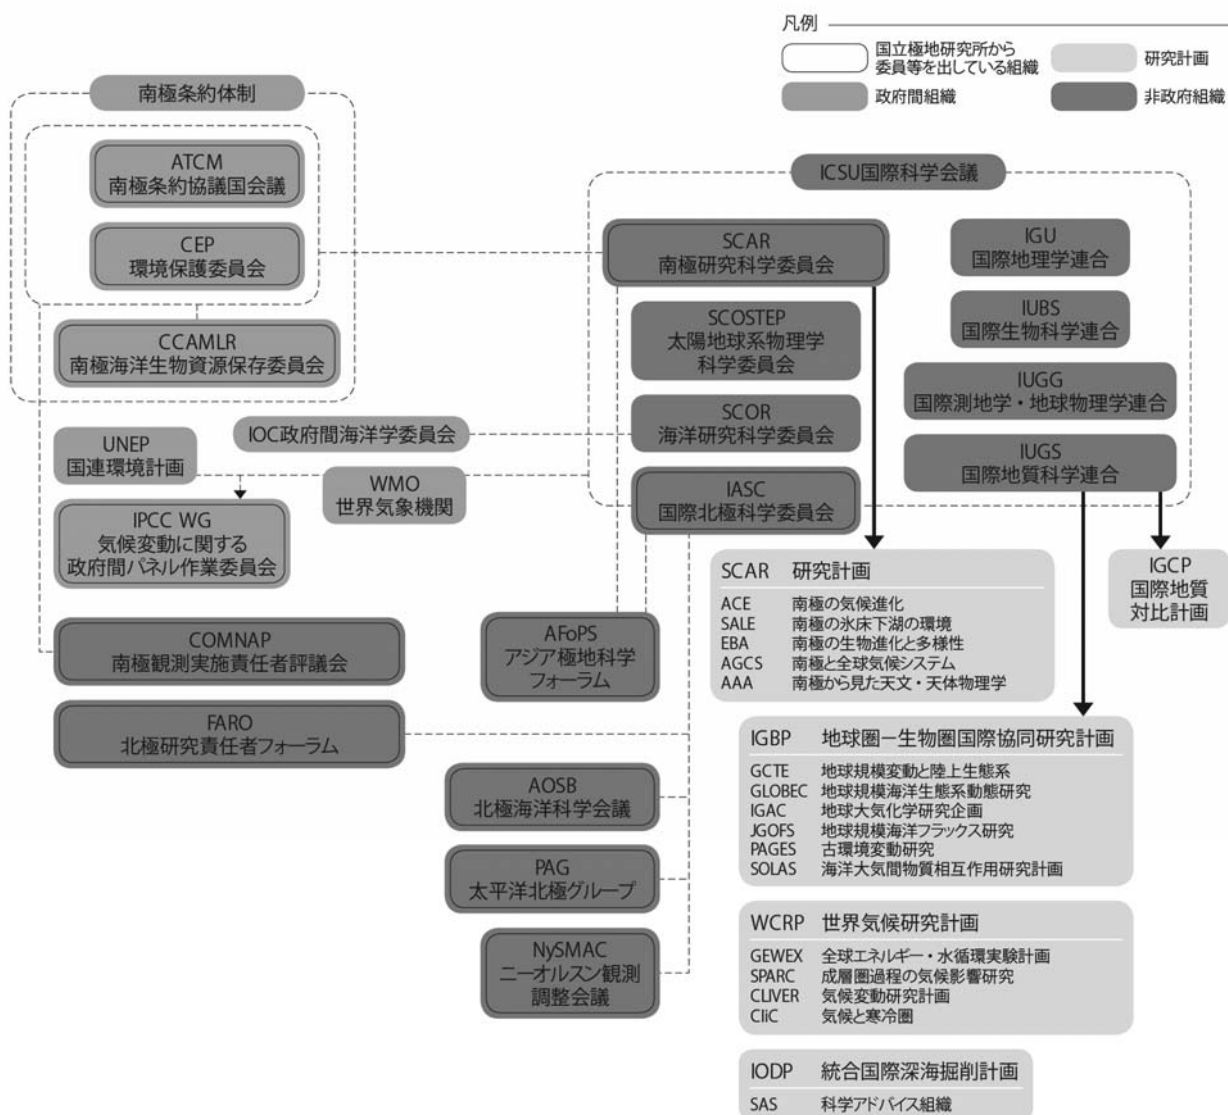 凡例
国立極地研究所から
委員等を出している組織
研究計画
政府間組織
非政府組織
南極条約体制
ATCM
南極条約協議国会議
CEP
環境保護委員会
CCAMLR
南極海洋生物資源保存委員会
ICSU国際科学会議
SCAR
南極研究科学委員会
SCOSTEP
太陽地球系物理学
科学委員会
SCOR
海洋研究科学委員会
IASC
国際北極科学委員会
IGU
国際地理学連合
IUBS
国際生物科学連合
IUGG
国際測地学・地球物理学連合
IUGS
国際地質科学連合
IOC政府間海洋学委員会
UNEP
国連環境計画
WMO
世界気象機関
IPCC WG
気候変動に関する
政府間パネル作業委員会
COMNAP
南極観測実施責任者評議会
FARO
北極研究責任者フォーラム
AFoPS
アジア極地科学
フォーラム
AOSB
北極海洋科学会議
PAG
太平洋北極グループ
NySMAC
ニーオルスン観測
調整会議
SCAR 研究計画
ACE 南極の気候進化
SALE 南極の氷床下湖の環境
EBA 南極の生物進化と多様性
AGCS 南極と全球気候システム
AAA 南極から見た天文・天体物理学
IGCP
国際地質
対比計画
IGBP 地球圏－生物圏国際協同研究計画
GCTE 地球規模変動と陸上生態系
GLOBEC 地球規模海洋生態系動態研究
IGAC 地球大気化学研究企画
JGOFS 地球規模海洋フラックス研究
PAGES 古環境変動研究
SOLAS 海洋大気間物質相互作用研究計画
WCRP 世界気候研究計画
GEWEX 全球エネルギー・水循環実験計画
SPARC 成層圏過程の気候影響研究
CLIVER 気候変動研究計画
CliC 気候と寒冷圏
IODP 統合国際深海掘削計画
SAS 科学アドバイス組織